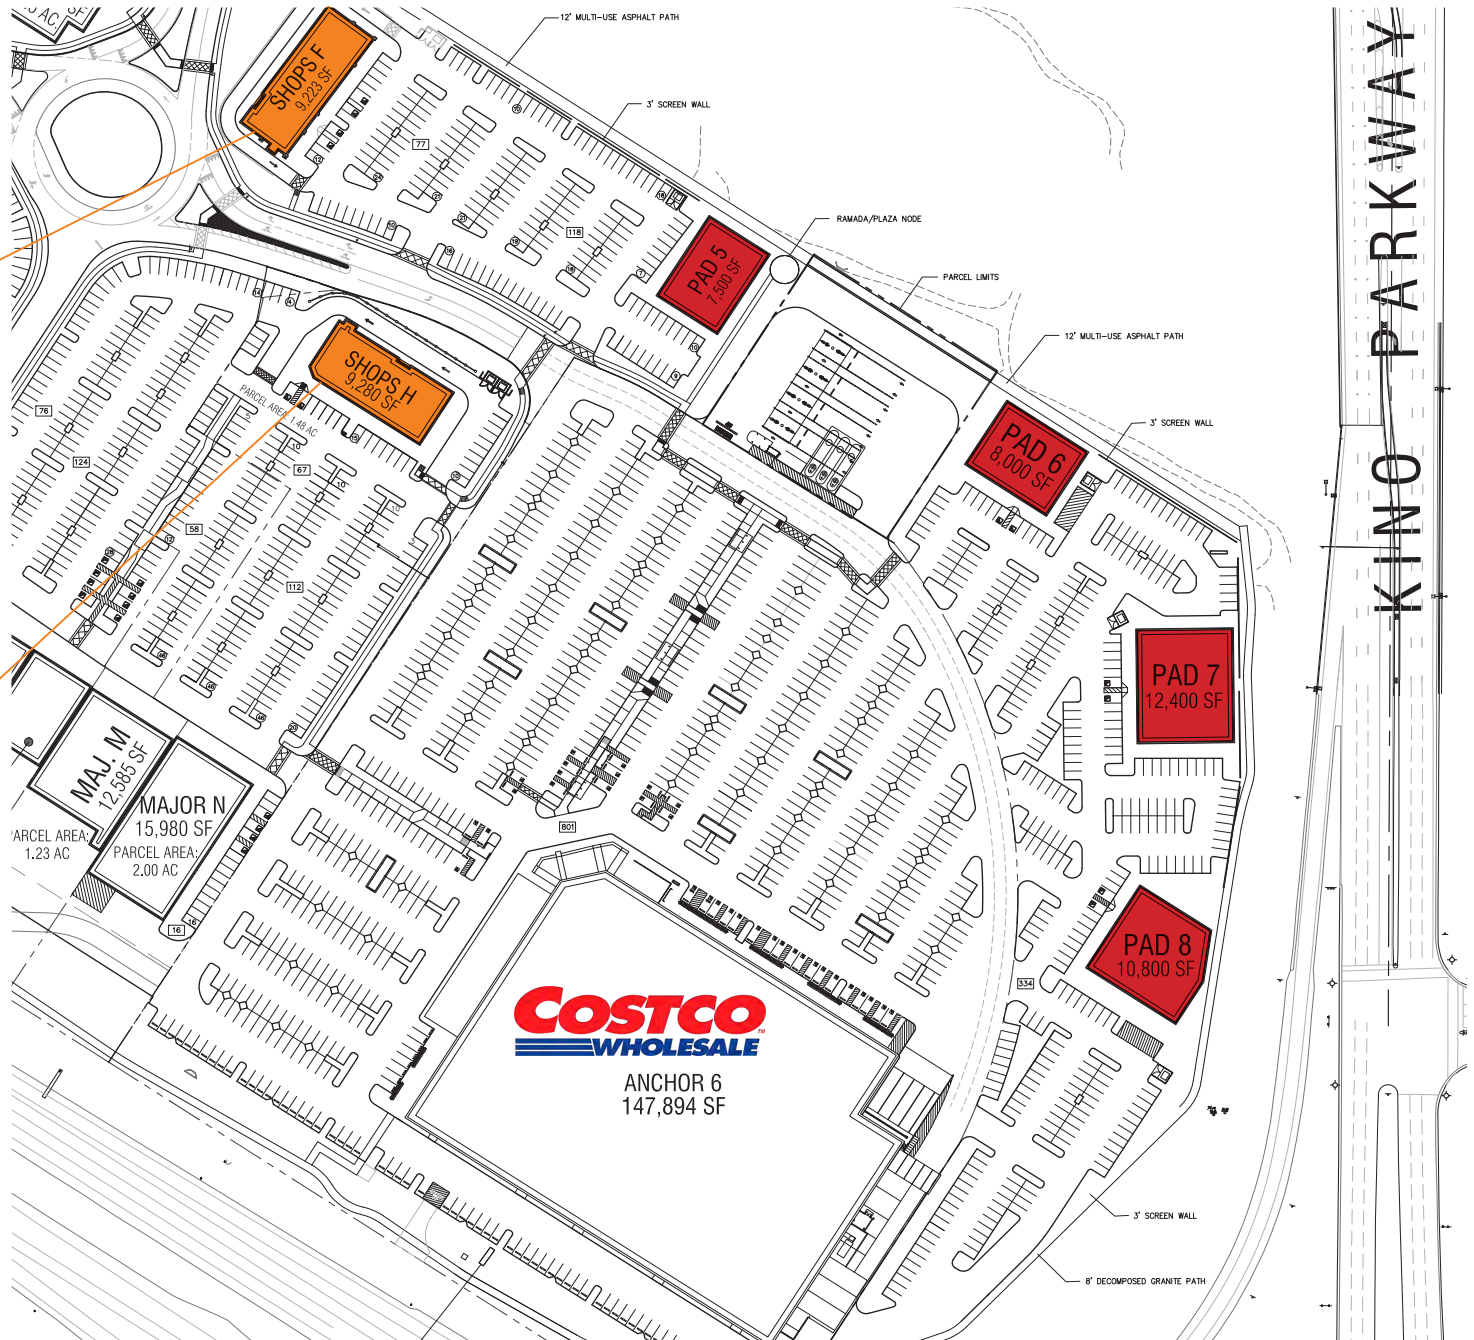 12' MULTI-USE ASPHALT PATH
SHOPS F
9,223 SF
3' SCREEN WALL
77
118
RAMADA/PLAZA NODE
PAD 5
7,500 SF
PARCEL LIMITS
12' MULTI-USE ASPHALT PATH
KINO PARKWAY
SHOPS H
9,280 SF
PARCEL AREA: 1.48 AC
3' SCREEN WALL
PAD 6
8,000 SF
76
124
67
58
112
PAD 7
12,400 SF
MAJ. M
12,585 SF
MAJOR N
15,980 SF
PARCEL AREA:
2.00 AC
PARCEL AREA:
1.23 AC
16
16
801
PAD 8
10,800 SF
334
COSTCO
WHOLESALE
ANCHOR 6
147,894 SF
3' SCREEN WALL
8' DECOMPOSED GRANITE PATH